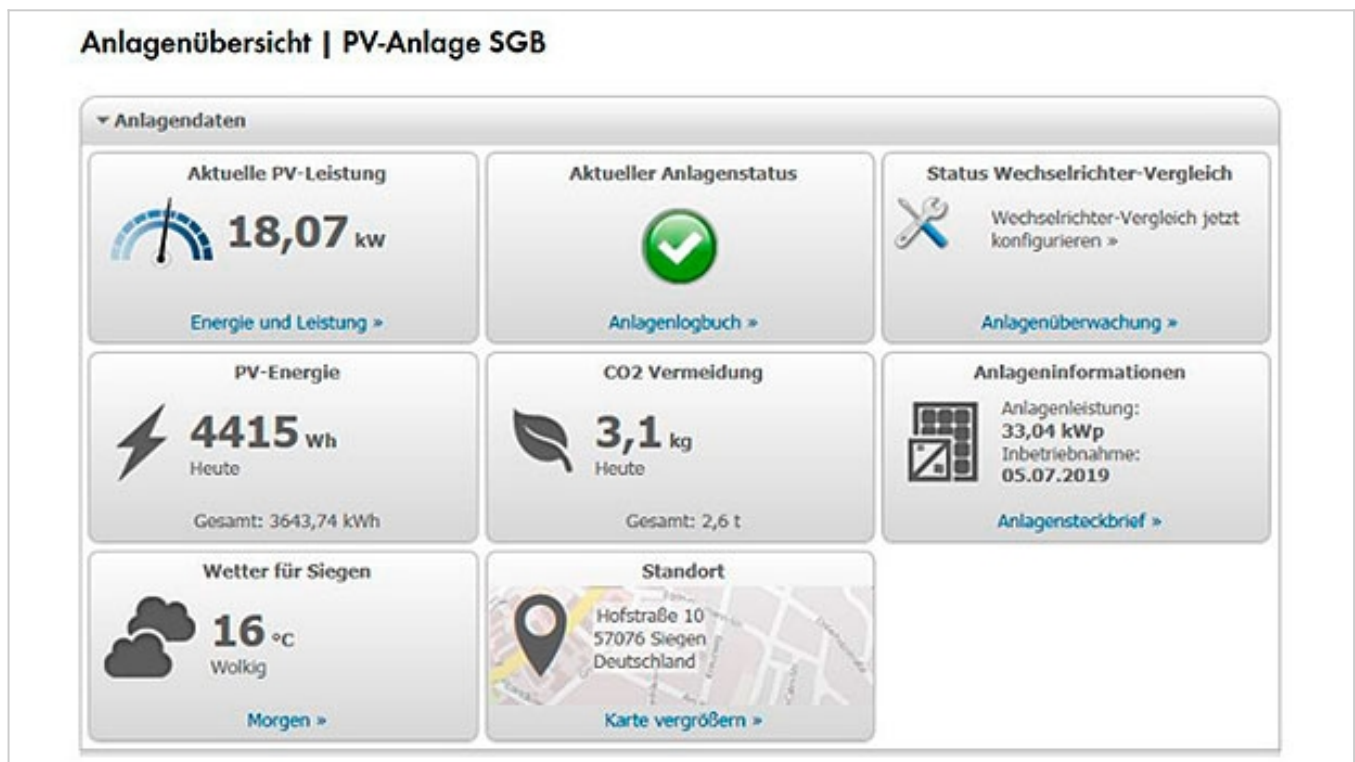 Anlagenübersicht | PV-Anlage SGB
Anlagendaten
Aktuelle PV-Leistung
18,07 kW
Energie und Leistung »
Aktueller Anlagenstatus
Anlagenlogbuch »
Status Wechselrichter-Vergleich
Wechselrichter-Vergleich jetzt
konfigurieren »
Anlagenüberwachung »
PV-Energie
4415 Wh
Heute
Gesamt: 3643,74 kWh
CO2 Vermeidung
3,1 kg
Heute
Gesamt: 2,6 t
Anlageninformationen
Anlagenleistung:
33,04 kWp
Inbetriebnahme:
05.07.2019
Anlagensteckbrief »
Wetter für Siegen
16 °C
Wolkig
Morgen »
Standort
Hofstraße 10
57076 Siegen
Deutschland
Karte vergrößern »